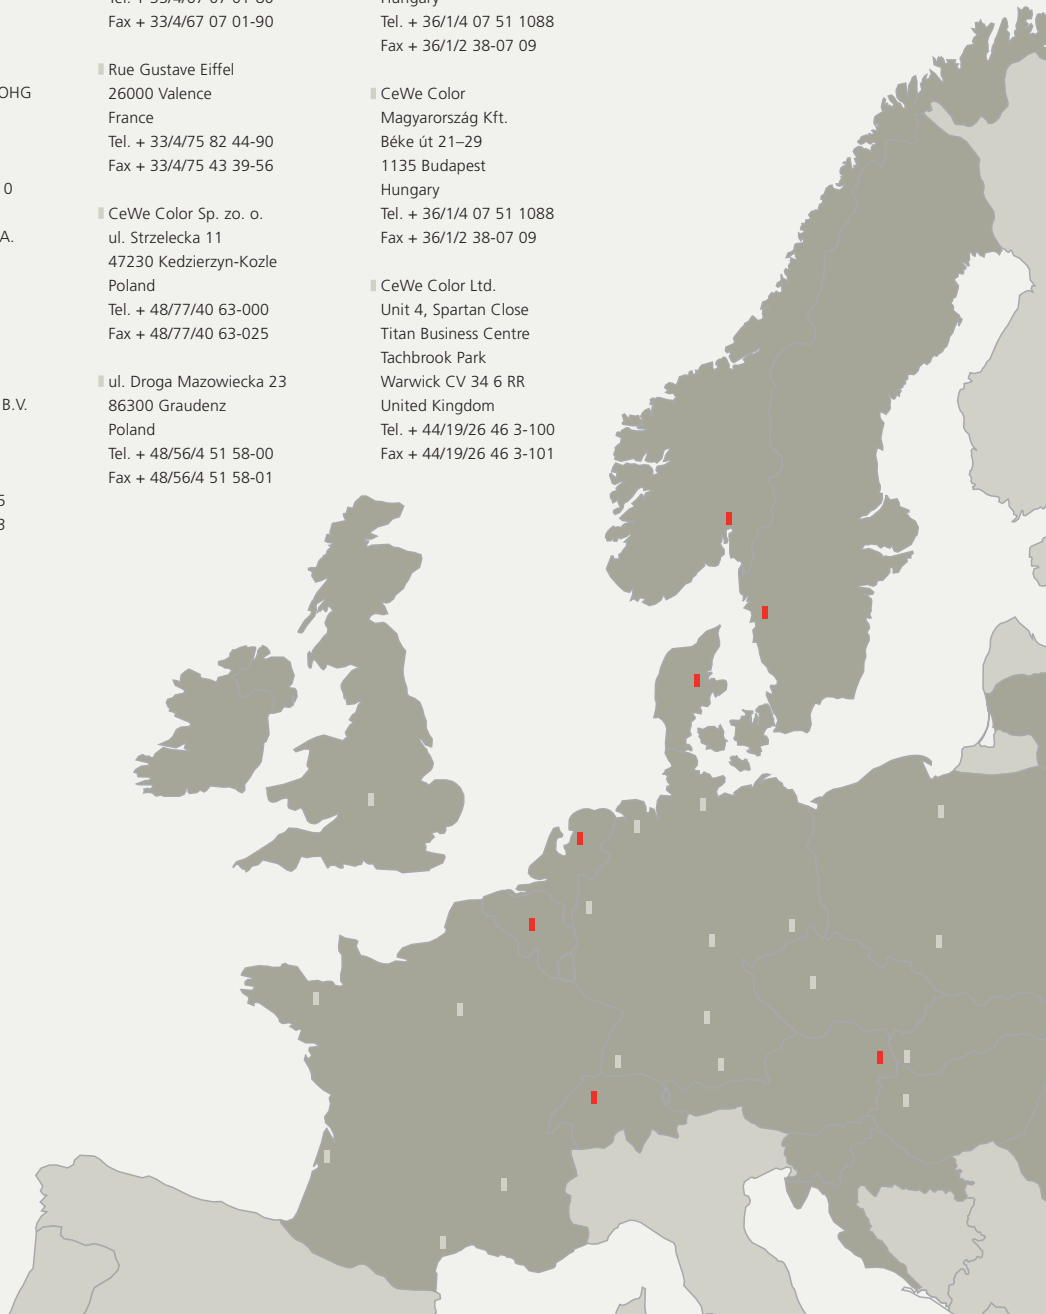 OHG
0
A.
B.V.
Fax + 33/4/67 07 01-90
Rue Gustave Eiffel
26000 Valence
France
Tel. + 33/4/75 82 44-90
Fax + 33/4/75 43 39-56
CeWe Color Sp. zo. o.
ul. Strzelecka 11
47230 Kedzierzyn-Kozle
Poland
Tel. + 48/77/40 63-000
Fax + 48/77/40 63-025
ul. Droga Mazowiecka 23
86300 Graudenz
Poland
Tel. + 48/56/4 51 58-00
Fax + 48/56/4 51 58-01
Hungary
Tel. + 36/1/4 07 51 1088
Fax + 36/1/2 38-07 09
CeWe Color
Magyarország Kft.
Béke út 21–29
1135 Budapest
Hungary
Tel. + 36/1/4 07 51 1088
Fax + 36/1/2 38-07 09
CeWe Color Ltd.
Unit 4, Spartan Close
Titan Business Centre
Tachbrook Park
Warwick CV 34 6 RR
United Kingdom
Tel. + 44/19/26 46 3-100
Fax + 44/19/26 46 3-101